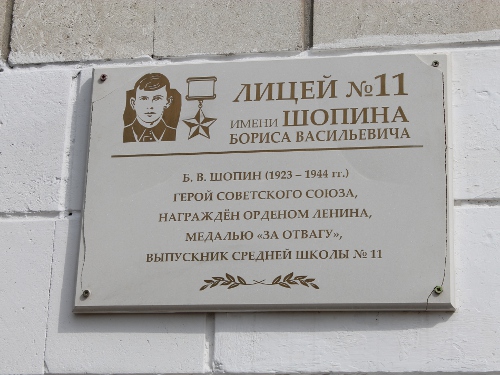 ЛИЦЕЙ №11
ИМЕНИ ШОПИНА
БОРИСА ВАСИЛЬЕВИЧА
Б. В. ШОПИН (1923 – 1944 гг.)
ГЕРОЙ СОВЕТСКОГО СОЮЗА,
НАГРАЖДЁН ОРДЕНОМ ЛЕНИНА,
МЕДАЛЬЮ «ЗА ОТВАГУ»,
ВЫПУСКНИК СРЕДНЕЙ ШКОЛЫ № 11